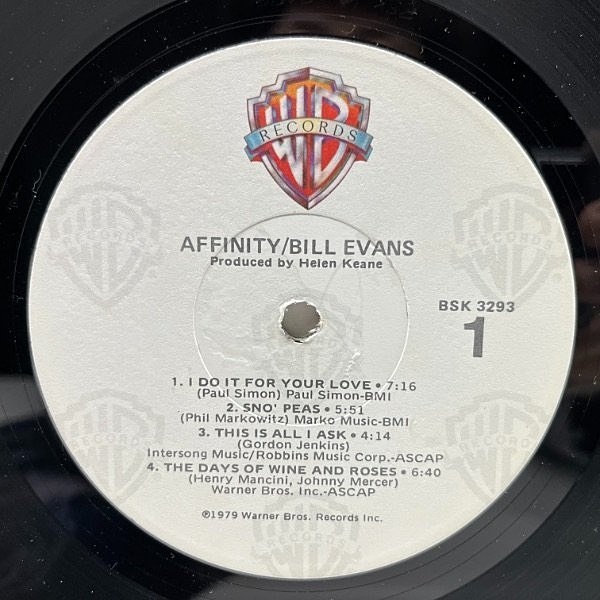 WB
RECORDS
AFFINITY/BILL EVANS
Produced by Helen Keane
BSK 3293
1
1. I DO IT FOR YOUR LOVE • 7:16
(Paul Simon) Paul Simon-BMI
2. SNO' PEAS • 5:51
(Phil Markowitz) Marko Music-BMI
3. THIS IS ALL I ASK • 4:14
(Gordon Jenkins)
Intersong Music/Robbins Music Corp.-ASCAP
4. THE DAYS OF WINE AND ROSES • 6:40
(Henry Mancini, Johnny Mercer)
Warner Bros. Inc.-ASCAP
℗1979 Warner Bros. Records Inc.